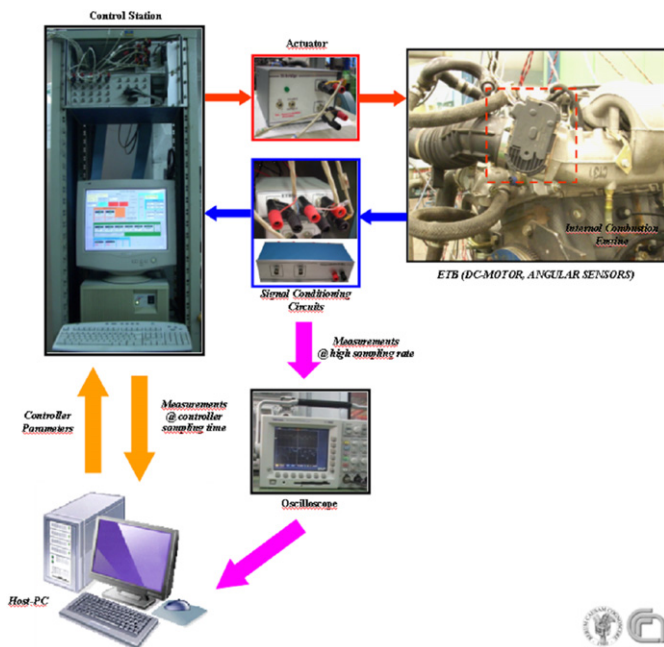 Control Station
Actuator
Internal Combustion
Engine
ETB (DC-MOTOR, ANGULAR SENSORS)
Signal Conditioning
Circuits
Measurements
@ high sampling rate
Controller
Parameters
Measurements
@ controller
sampling time
Oscilloscope
Host-PC